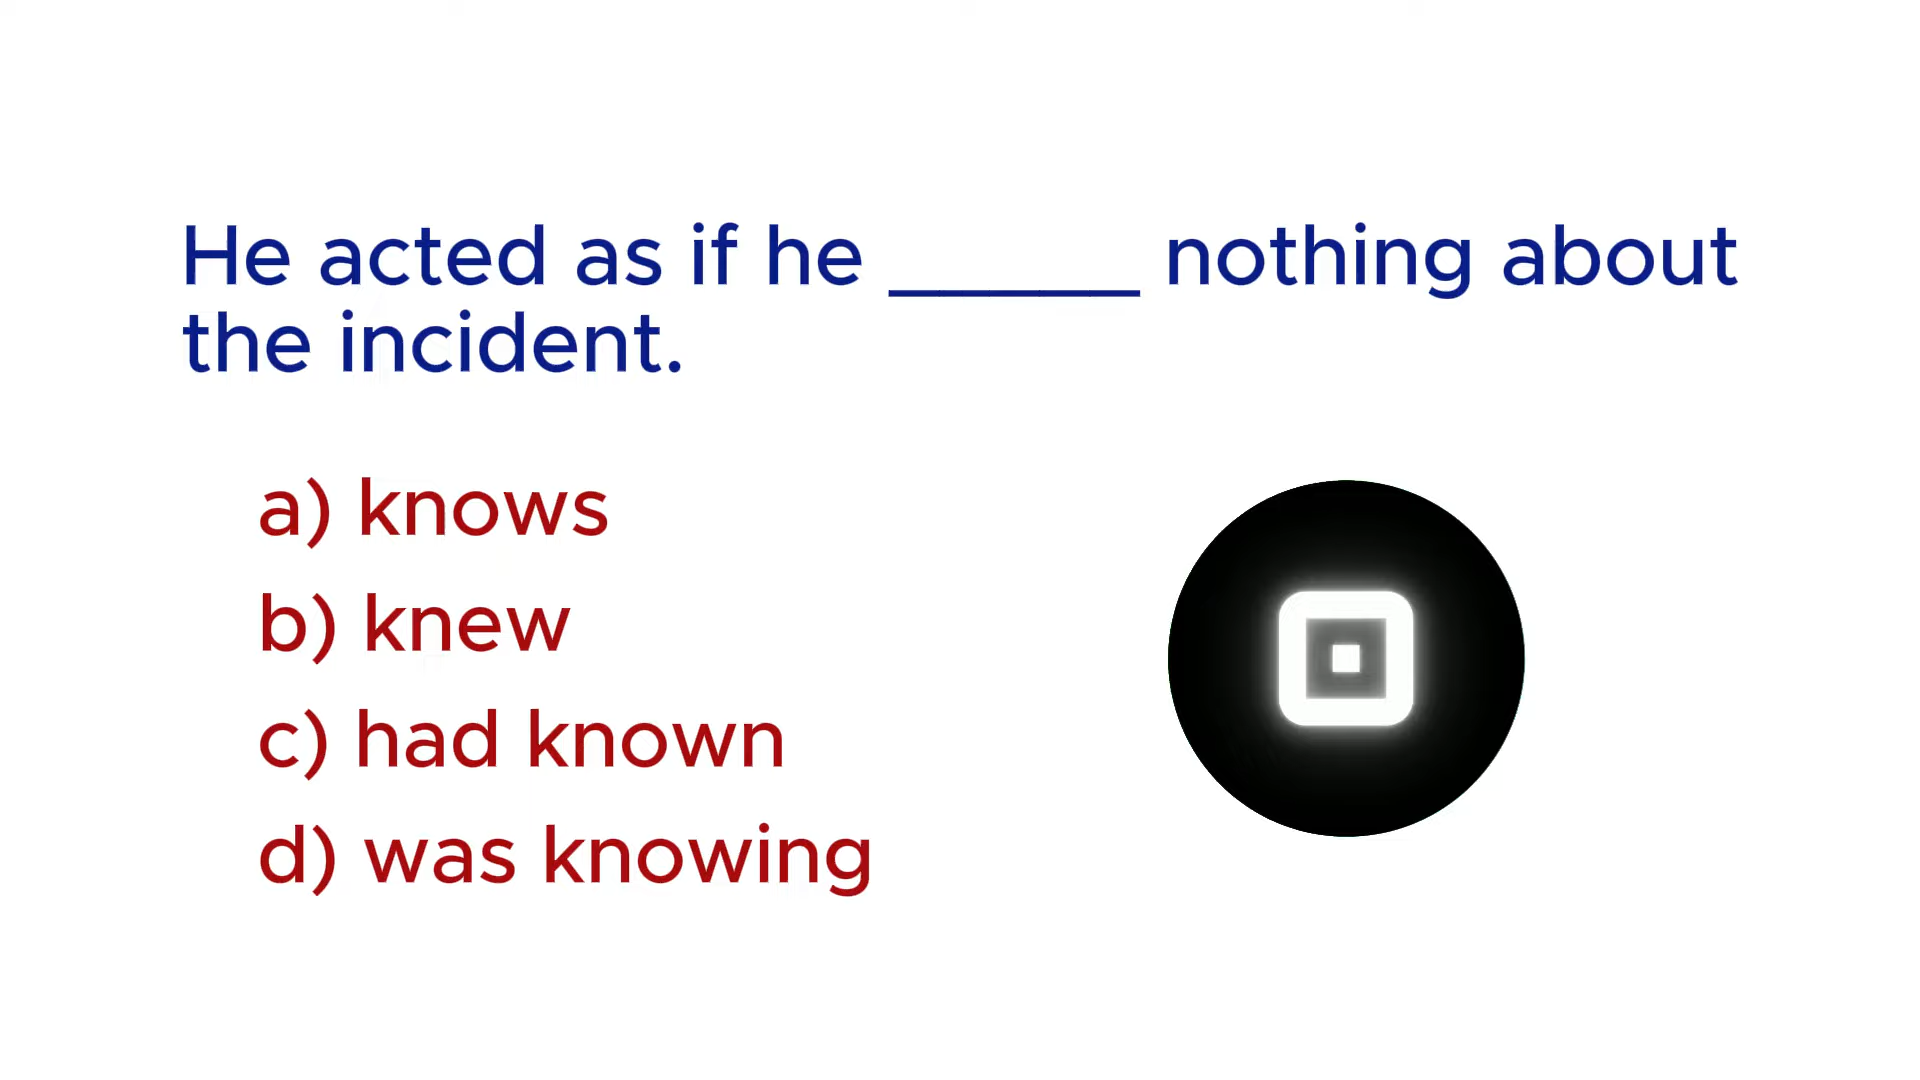 He acted as if he _____ nothing about
the incident.
a) knows
b) knew
c) had known
d) was knowing